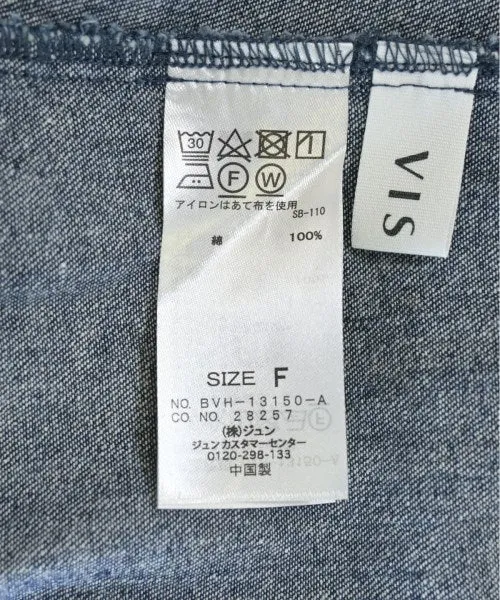 30
F W
アイロンはあて布を使用
SB-110
綿 100%
SIZE F
NO. BVH-13150-A
CO NO. 28257
(株)ジュン
ジュンカスタマーセンター
0120-298-133
中国製
VIS